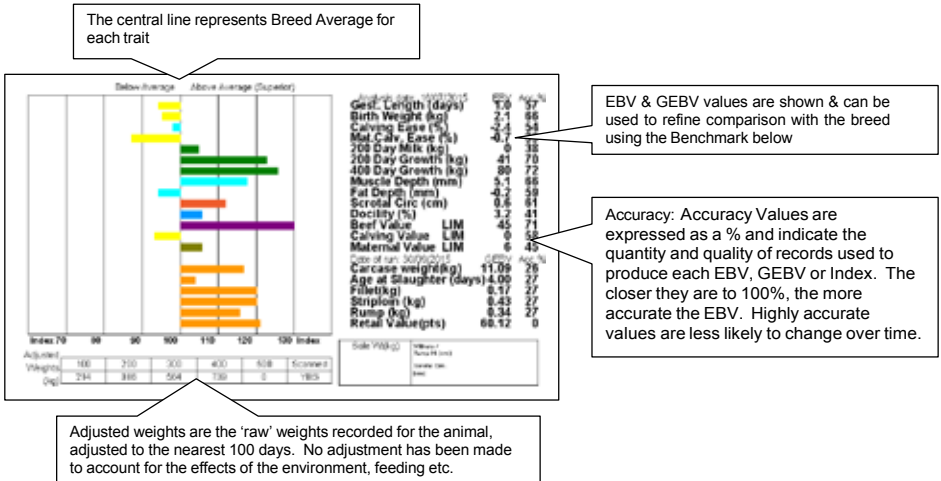 The central line represents Breed Average for
each trait
Below Average Above Average (Superior)
EBV Acc.%
Gest. Length (days) 1.0 57
Birth Weight (kg) 2.1 66
Calving Ease (%) -2.4 54
Mat.Calv. Ease (%) -0.7
200 Day Milk (kg) 0 38
200 Day Growth (kg) 41 70
400 Day Growth (kg) 80 72
Muscle Depth (mm) 5.1 66
Fat Depth (mm) -0.2 59
Scrotal Circ (cm) 0.6 61
Docility (%) 3.2 41
Beef Value LIM 45 71
Calving Value LIM 0 58
Maternal Value LIM 6 45
Date of run: 30/06/2015 GEBV Acc.%
Carcase weight(kg) 11.09 26
Age at Slaughter (days) 4.00 27
Fillet(kg) 0.17 27
Striploin (kg) 0.43 27
Rump (kg) 0.34 27
Retail Value(pts) 60.12 0
Index 70 80 90 100 110 120 130 Index
Adjusted
Weights
(kg)
100 200 300 400 500 Scanned
564 0 YES
EBV & GEBV values are shown & can be
used to refine comparison with the breed
using the Benchmark below
Accuracy: Accuracy Values are
expressed as a % and indicate the
quantity and quality of records used to
produce each EBV, GEBV or Index. The
closer they are to 100%, the more
accurate the EBV. Highly accurate
values are less likely to change over time.
Adjusted weights are the ‘raw’ weights recorded for the animal,
adjusted to the nearest 100 days. No adjustment has been made
to account for the effects of the environment, feeding etc.